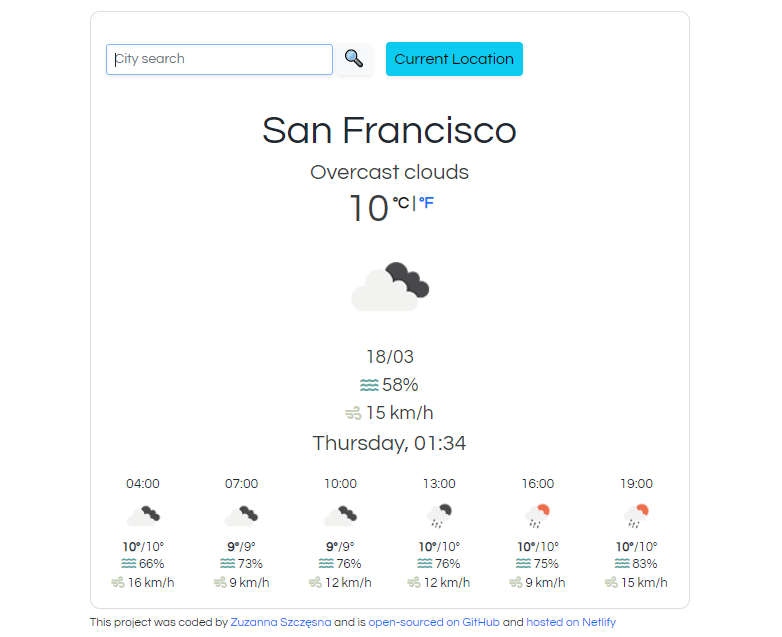 City search
Current Location
San Francisco
Overcast clouds
10 °C | °F
18/03
58%
15 km/h
Thursday, 01:34
04:00 07:00 10:00 13:00 16:00 19:00
10°/10° 9°/9° 9°/9° 10°/10° 10°/10° 10°/10°
66% 73% 76% 76% 75% 83%
16 km/h 9 km/h 12 km/h 12 km/h 9 km/h 15 km/h
This project was coded by Zuzanna Szczęsna and is open-sourced on GitHub and hosted on Netlify